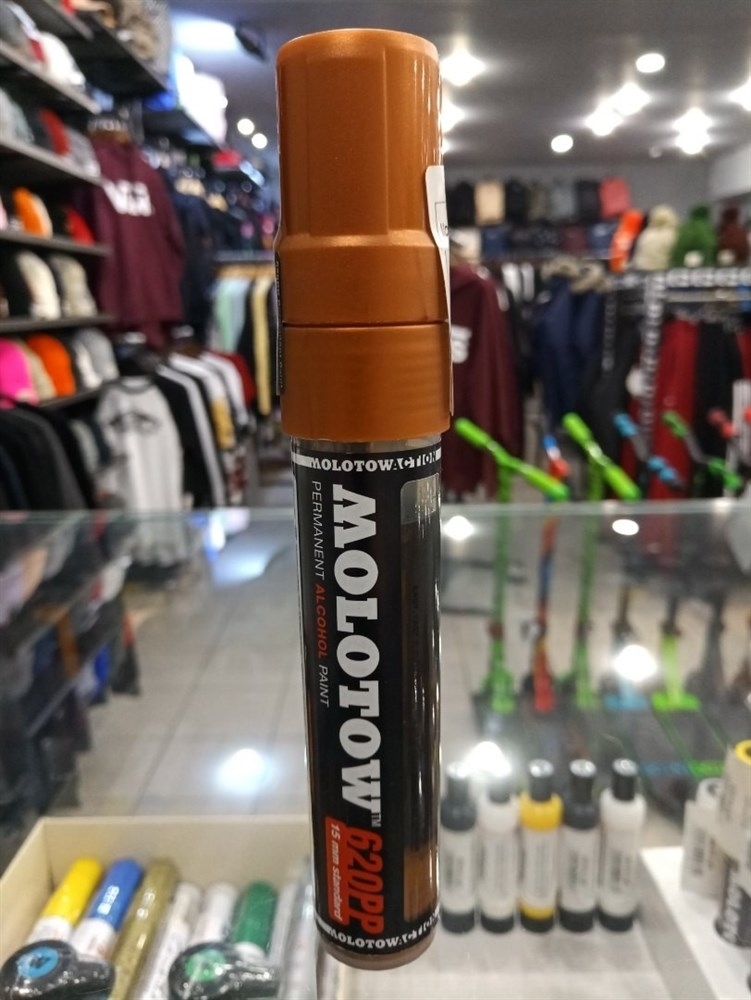 MOLOTOWACTION
MOLOTOW™
PERMANENT ALCOHOL PAINT
620PP
15 mm standard
MOLOTOWACTION